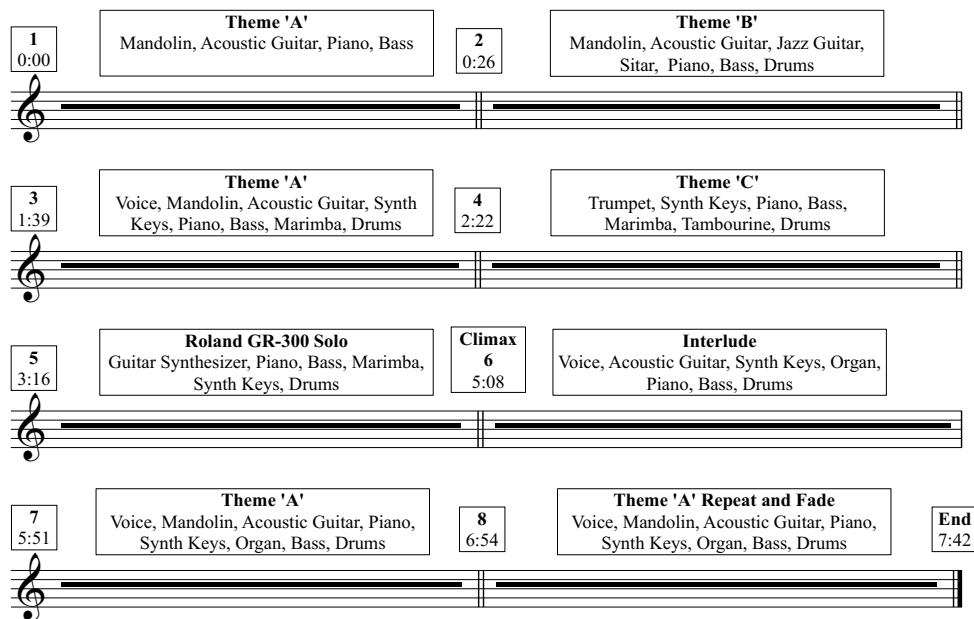 1
0:00
Theme 'A'
Mandolin, Acoustic Guitar, Piano, Bass
2
0:26
Theme 'B'
Mandolin, Acoustic Guitar, Jazz Guitar,
Sitar, Piano, Bass, Drums
3
1:39
Theme 'A'
Voice, Mandolin, Acoustic Guitar, Synth
Keys, Piano, Bass, Marimba, Drums
4
2:22
Theme 'C'
Trumpet, Synth Keys, Piano, Bass,
Marimba, Tambourine, Drums
5
3:16
Roland GR-300 Solo
Guitar Synthesizer, Piano, Bass, Marimba,
Synth Keys, Drums
Climax
6
5:08
Interlude
Voice, Acoustic Guitar, Synth Keys, Organ,
Piano, Bass, Drums
7
5:51
Theme 'A'
Voice, Mandolin, Acoustic Guitar, Piano,
Synth Keys, Organ, Bass, Drums
8
6:54
Theme 'A' Repeat and Fade
Voice, Mandolin, Acoustic Guitar, Piano,
Synth Keys, Organ, Bass, Drums
End
7:42